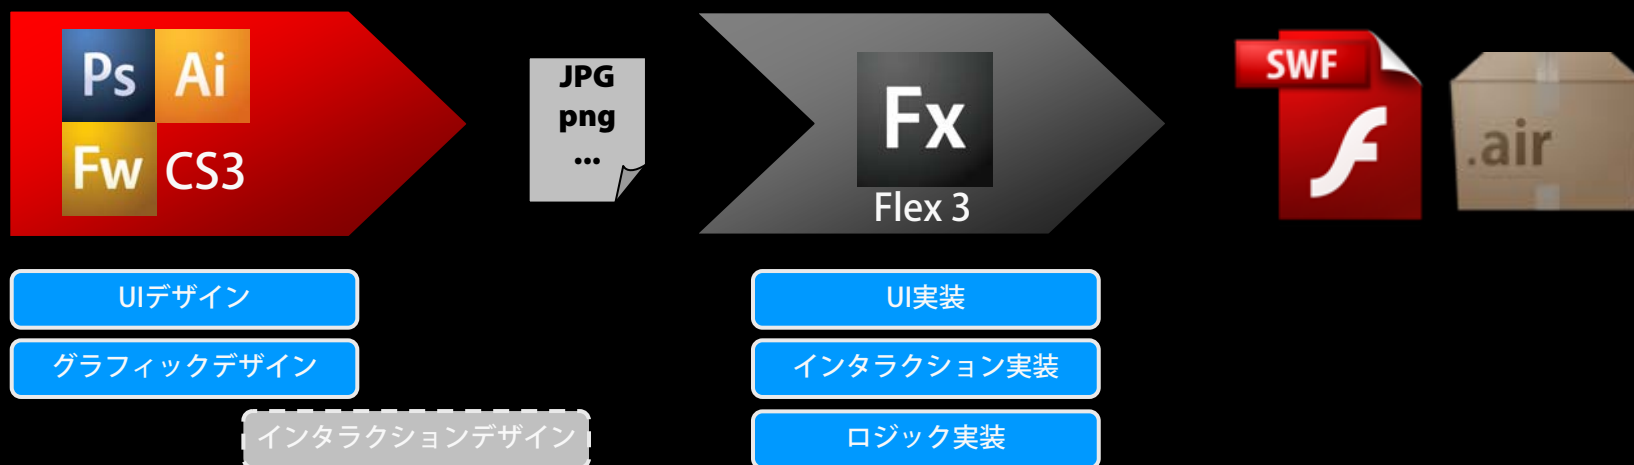 Ps Ai
Fw CS3
JPG
png
...
Fx
Flex 3
SWF
.air
UIデザイン
グラフィックデザイン
インタラクションデザイン
UI実装
インタラクション実装
ロジック実装